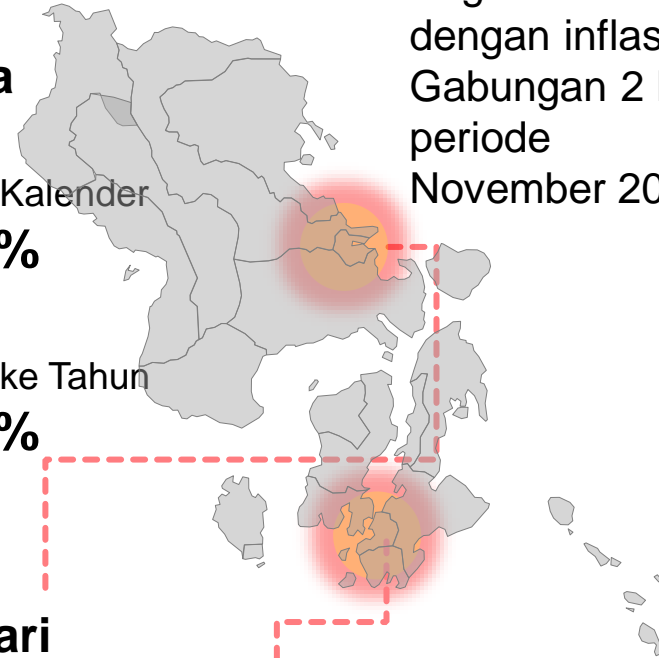 dengan inflas
Gabungan 2
periode
November 20
a
Kalender
%
ke Tahun
%
ari